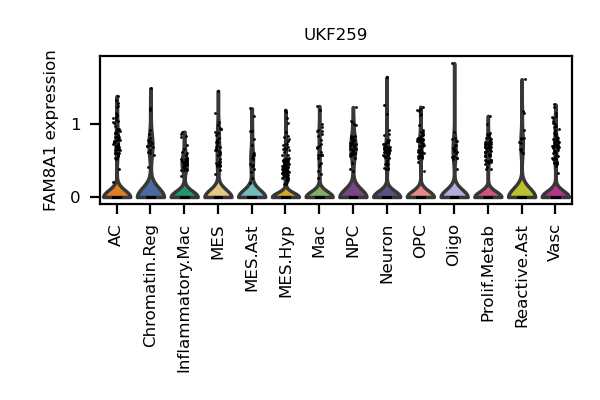 UKF259
FAM8A1 expression
1
0
AC
Chromatin.Reg
Inflammatory.Mac
MES
MES.Ast
MES.Hyp
Mac
NPC
Neuron
OPC
Oligo
Prolif.Metab
Reactive.Ast
Vasc